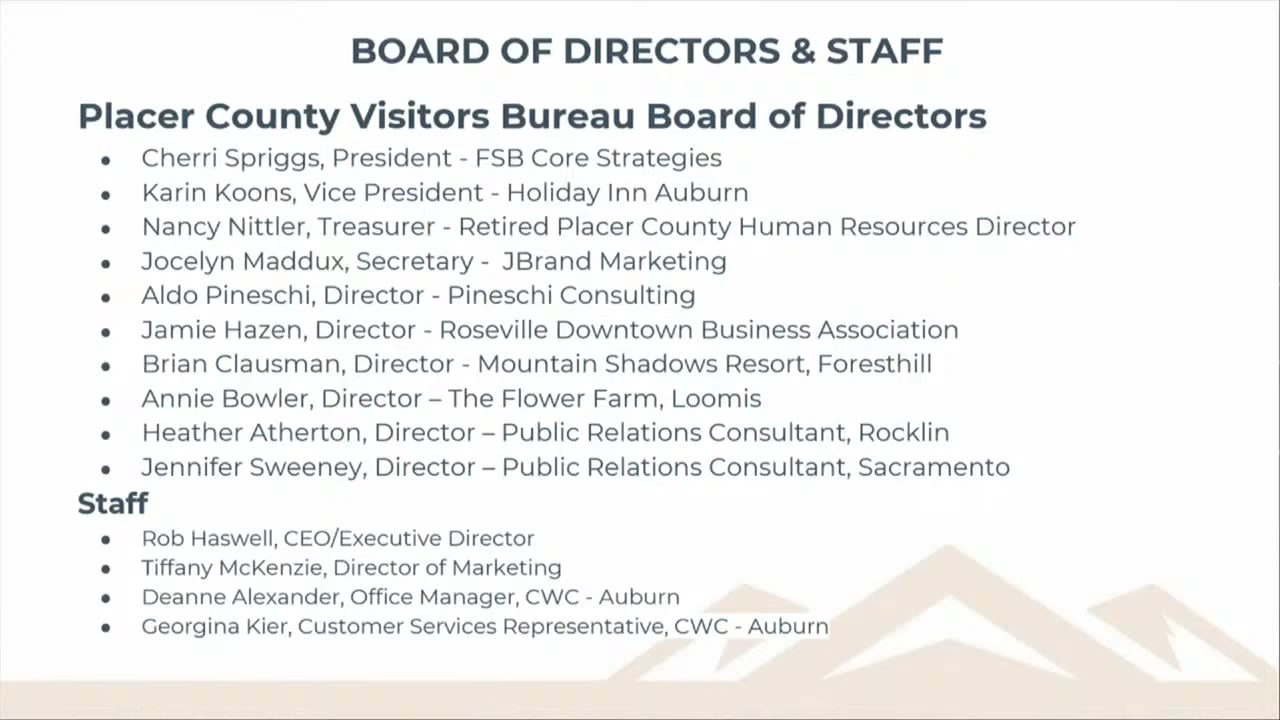 BOARD OF DIRECTORS & STAFF
Placer County Visitors Bureau Board of Directors
• Cherri Spriggs, President - FSB Core Strategies
• Karin Koons, Vice President - Holiday Inn Auburn
• Nancy Nittler, Treasurer - Retired Placer County Human Resources Director
• Jocelyn Maddux, Secretary - JBrand Marketing
• Aldo Pineschi, Director - Pineschi Consulting
• Jamie Hazen, Director - Roseville Downtown Business Association
• Brian Clausman, Director - Mountain Shadows Resort, Foresthill
• Annie Bowler, Director – The Flower Farm, Loomis
• Heather Atherton, Director – Public Relations Consultant, Rocklin
• Jennifer Sweeney, Director – Public Relations Consultant, Sacramento
Staff
• Rob Haswell, CEO/Executive Director
• Tiffany McKenzie, Director of Marketing
• Deanne Alexander, Office Manager, CWC - Auburn
• Georgina Kier, Customer Services Representative, CWC - Auburn